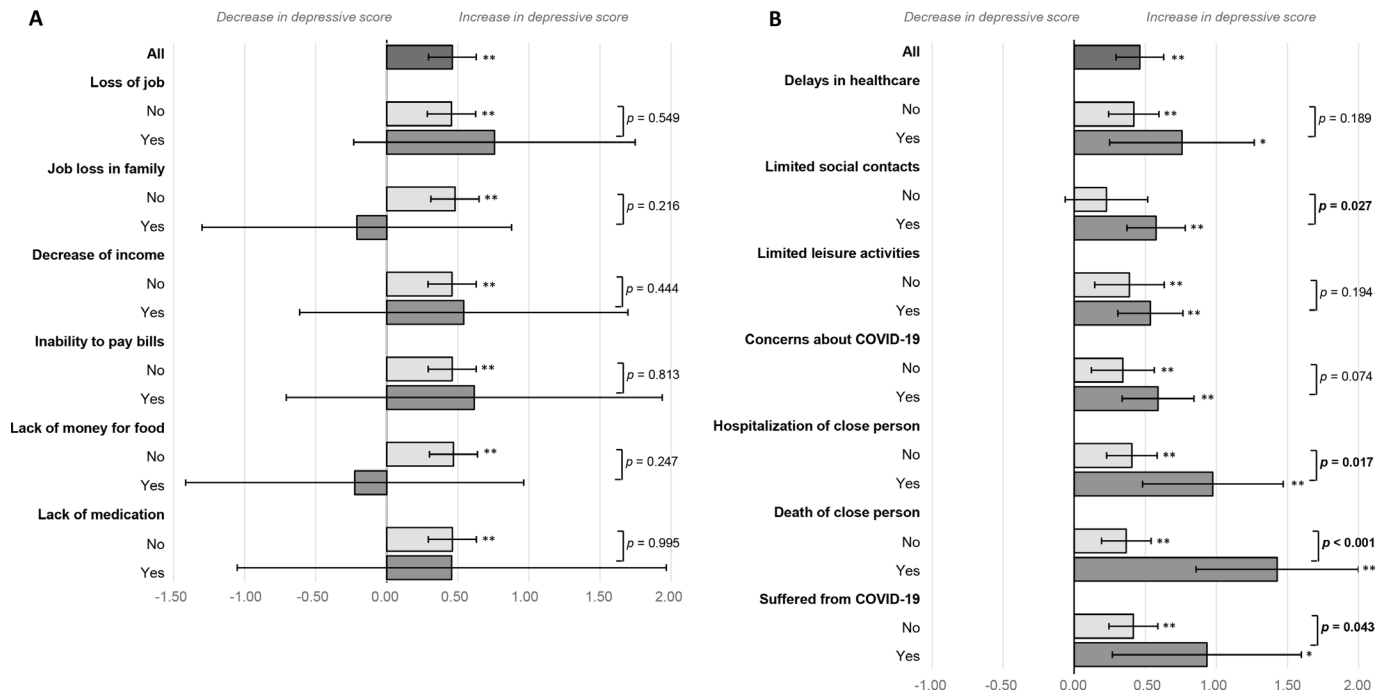 A
Decrease in depressive score
Increase in depressive score
All
**
Loss of job
No
**
Yes
p = 0.549
Job loss in family
No
**
Yes
p = 0.216
Decrease of income
No
**
Yes
p = 0.444
Inability to pay bills
No
**
Yes
p = 0.813
Lack of money for food
No
**
Yes
p = 0.247
Lack of medication
No
**
Yes
p = 0.995
-1.50 -1.00 -0.50 0.00 0.50 1.00 1.50 2.00
B
Decrease in depressive score
Increase in depressive score
All
**
Delays in healthcare
No
**
Yes
*
p = 0.189
Limited social contacts
No
Yes
**
p = 0.027
Limited leisure activities
No
**
Yes
**
p = 0.194
Concerns about COVID-19
No
**
Yes
**
p = 0.074
Hospitalization of close person
No
**
Yes
**
p = 0.017
Death of close person
No
**
Yes
**
p < 0.001
Suffered from COVID-19
No
**
Yes
*
p = 0.043
-1.00 -0.50 0.00 0.50 1.00 1.50 2.00